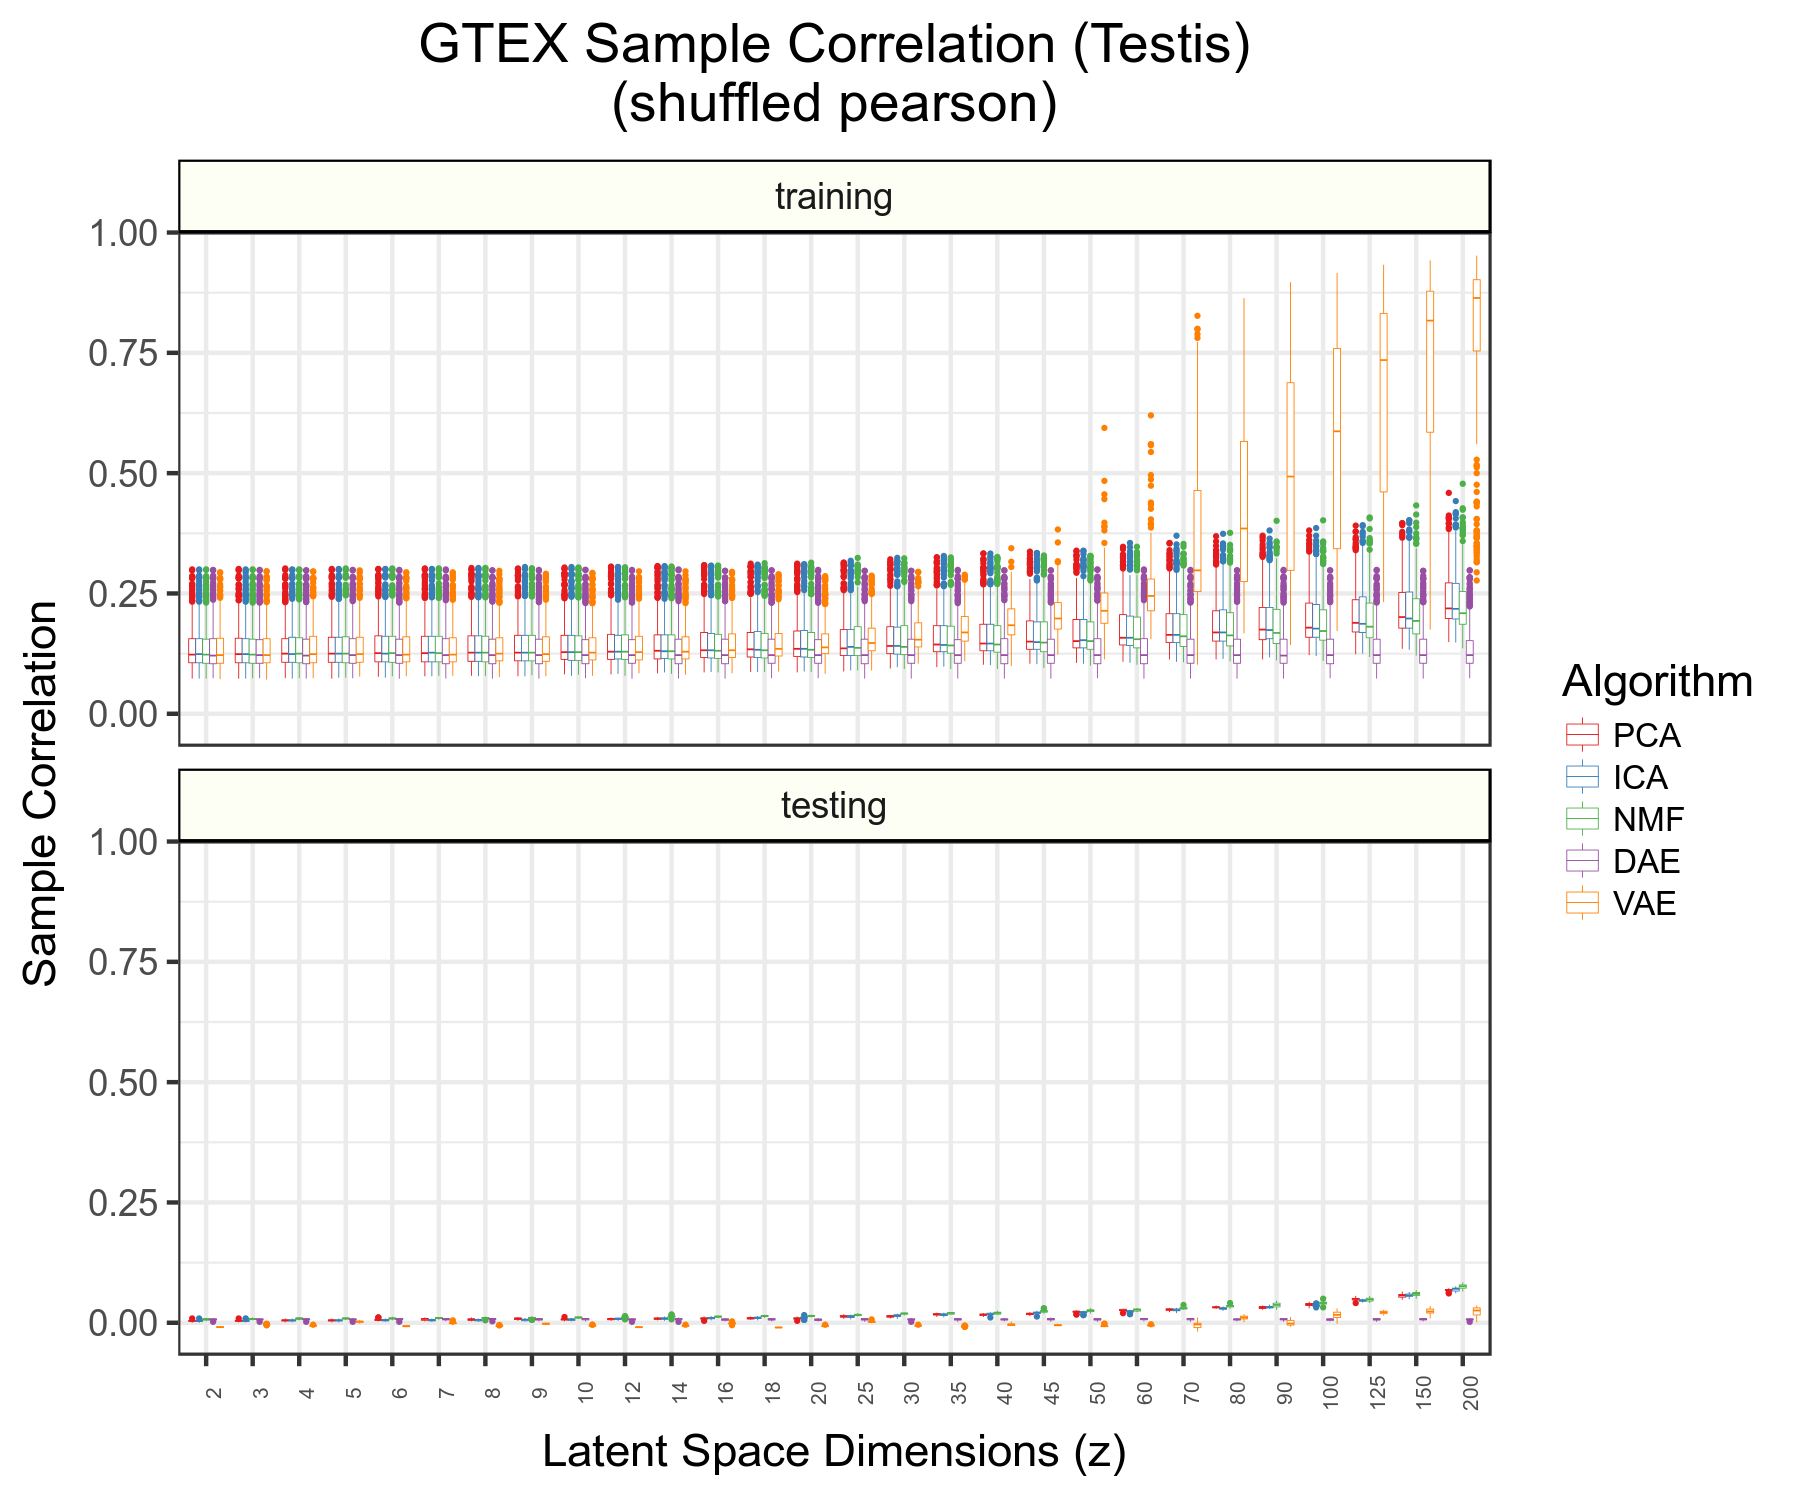 GTEX Sample Correlation (Testis)
(shuffled pearson)
training
1.00
0.75
0.50
0.25
0.00
testing
1.00
0.75
0.50
0.25
0.00
Sample Correlation
2 3 4 5 6 7 8 9 10 12 14 16 18 20 25 30 35 40 45 50 60 70 80 90 100 125 150 200
Latent Space Dimensions (z)
Algorithm
PCA
ICA
NMF
DAE
VAE